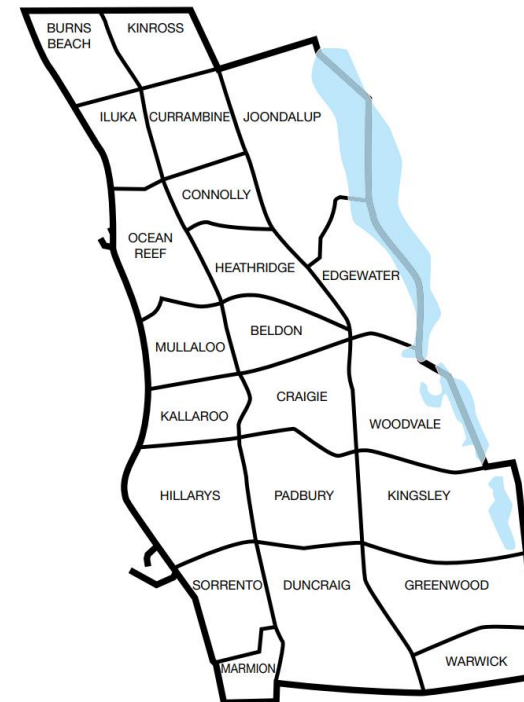 BURNS
BEACH
KINROSS
ILUKA
CURRAMBINE
JOONDALUP
CONNOLLY
OCEAN
REEF
HEATHRIDGE
EDGEWATER
BELDON
MULLALOO
CRAIGIE
KALLAROO
WOODVALE
HILLARYS
PADBURY
KINGSLEY
SORRENTO
DUNCRAIG
GREENWOOD
MARMION
WARWICK